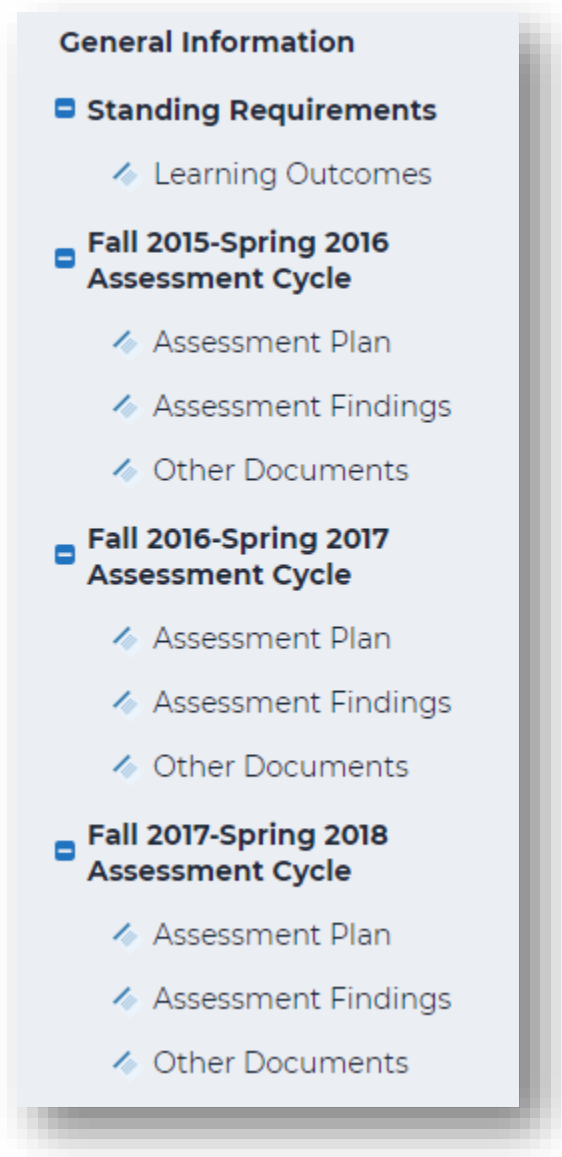 General Information
Standing Requirements
Learning Outcomes
Fall 2015-Spring 2016
Assessment Cycle
Assessment Plan
Assessment Findings
Other Documents
Fall 2016-Spring 2017
Assessment Cycle
Assessment Plan
Assessment Findings
Other Documents
Fall 2017-Spring 2018
Assessment Cycle
Assessment Plan
Assessment Findings
Other Documents